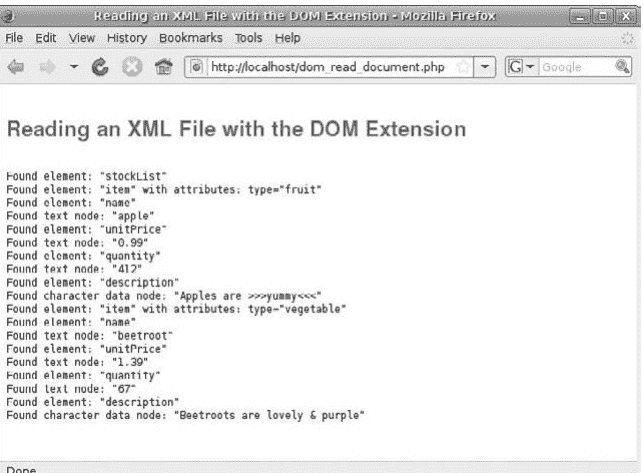 Reading an XML File with the DOM Extension - Mozilla Firefox
File Edit View History Bookmarks Tools Help
http://localhost/dom_read_document.php
G Google
Reading an XML File with the DOM Extension
Found element: "stockList"
Found element: "item" with attributes: type="fruit"
Found element: "name"
Found text node: "apple"
Found element: "unitPrice"
Found text node: "0.99"
Found element: "quantity"
Found text node: "412"
Found element: "description"
Found character data node: "Apples are >>>yummy<<<"
Found element: "item" with attributes: type="vegetable"
Found element: "name"
Found text node: "beetroot"
Found element: "unitPrice"
Found text node: "1.39"
Found element: "quantity"
Found text node: "67"
Found element: "description"
Found character data node: "Beetroots are lovely & purple"
Done